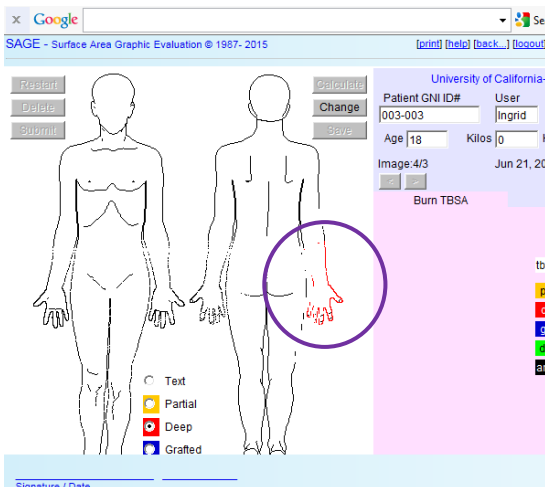 x Google Se
SAGE - Surface Area Graphic Evaluation © 1987- 2015 [print] [help] [back...] [logout]
Restart Calculate University of California-
Delete Change Patient GNI ID# User
Submit Save 003-003 Ingrid
Age 18 Kilos 0
Image:4/3 Jun 21, 20
< >
Burn TBSA
tb
p
Text
Partial
Deep
Grafted
Signature / Date